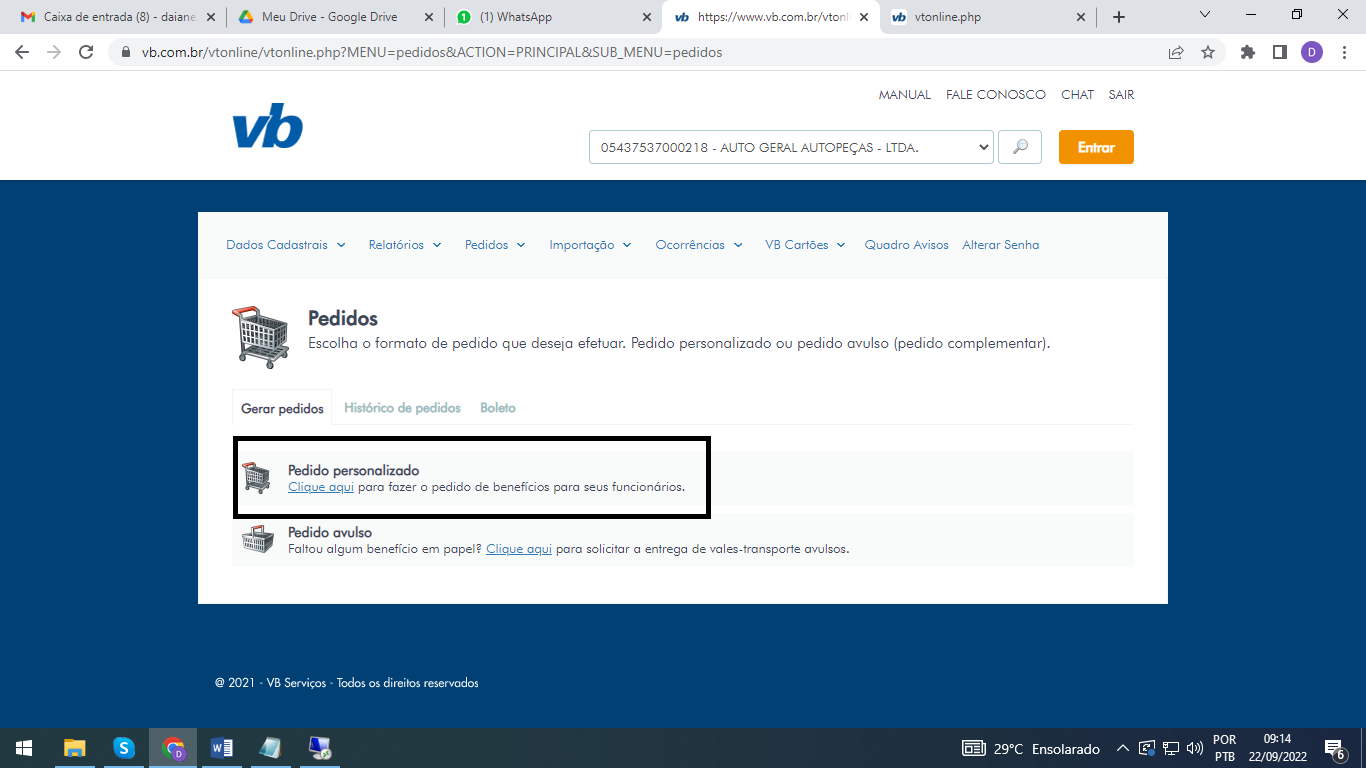 Caixa de entrada (8) - daiane
Meu Drive - Google Drive
1
(1) WhatsApp
vb
https://www.vb.com.br/vtonlin
vb
vtonline.php
vb.com.br/vtonline/vtonline.php?MENU=pedidos&ACTION=PRINCIPAL&SUB_MENU=pedidos
D
MANUAL FALE CONOSCO CHAT SAIR
vb
05437537000218 - AUTO GERAL AUTOPEÇAS - LTDA.
Entrar
Dados Cadastrais Relatórios Pedidos Importação Ocorrências VB Cartões Quadro Avisos Alterar Senha
Pedidos
Escolha o formato de pedido que deseja efetuar. Pedido personalizado ou pedido avulso (pedido complementar).
Gerar pedidos Histórico de pedidos Boleto
Pedido personalizado
Clique aqui para fazer o pedido de benefícios para seus funcionários.
Pedido avulso
Faltou algum benefício em papel? Clique aqui para solicitar a entrega de vales-transporte avulsos.
@ 2021 - VB Serviços - Todos os direitos reservados
S
D
W
29°C Ensolarado
POR
PTB
09:14
22/09/2022
6